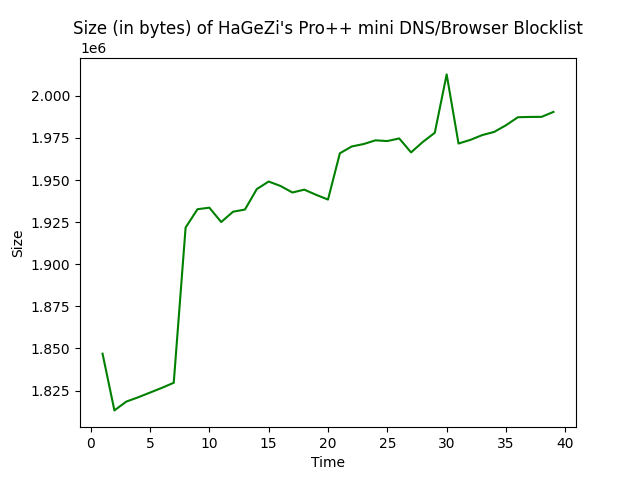 Size (in bytes) of HaGeZi's Pro++ mini DNS/Browser Blocklist
1e6
2.000
1.975
1.950
1.925
1.900
1.875
1.850
1.825
Size
0 5 10 15 20 25 30 35 40
Time